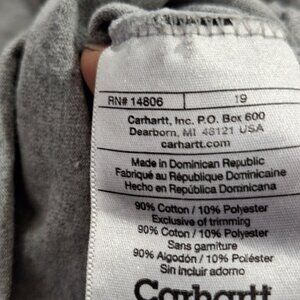 RN# 14806 19
Carhartt, Inc. P.O. Box 600
Dearborn, MI 48121 USA
carhartt.com
Made in Dominican Republic
Fabriqué au République Dominicaine
Hecho en República Dominicana
90% Cotton / 10% Polyester
Exclusive of trimming
90% Cotton / 10% Polyester
Sans garniture
90% Algodón / 10% Poliéster
Sin incluir adorno
Carhartt